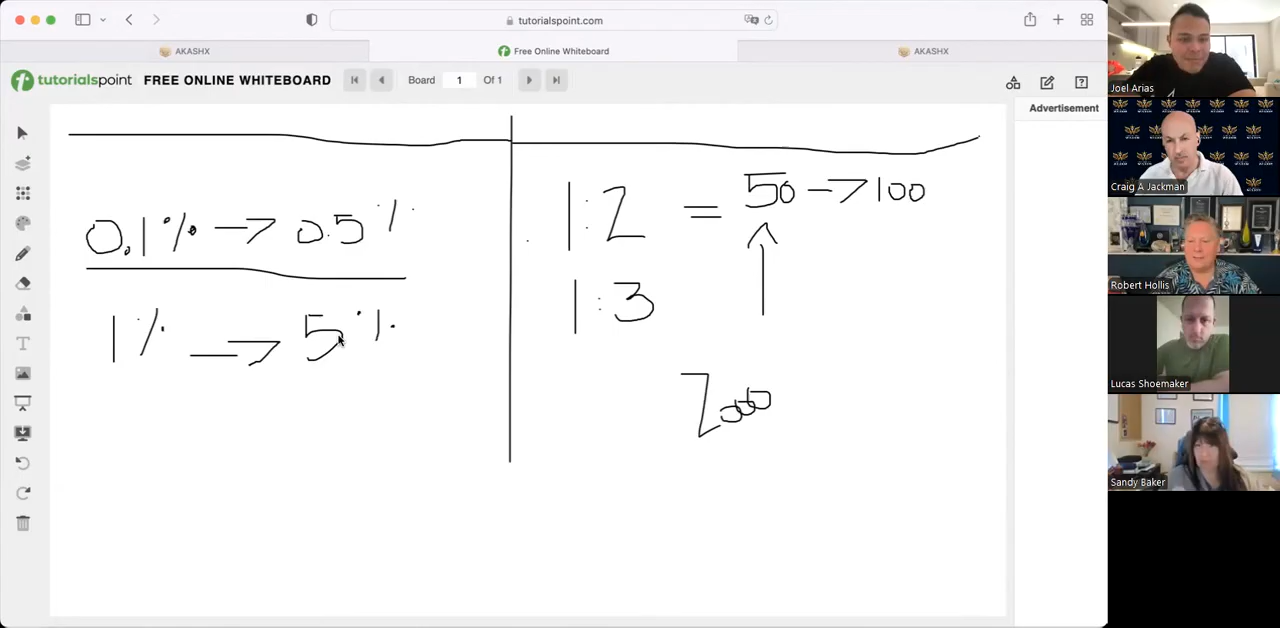 tutorialspoint.com
AKASHX
Free Online Whiteboard
AKASHX
tutorialspoint FREE ONLINE WHITEBOARD
Board 1 Of 1
Advertisement
0.1% → 0.5%
1% → 5%
1:2 = 50 → 100
1:3
Joel Arias
Craig A Jackman
Robert Hollis
Lucas Shoemaker
Sandy Baker